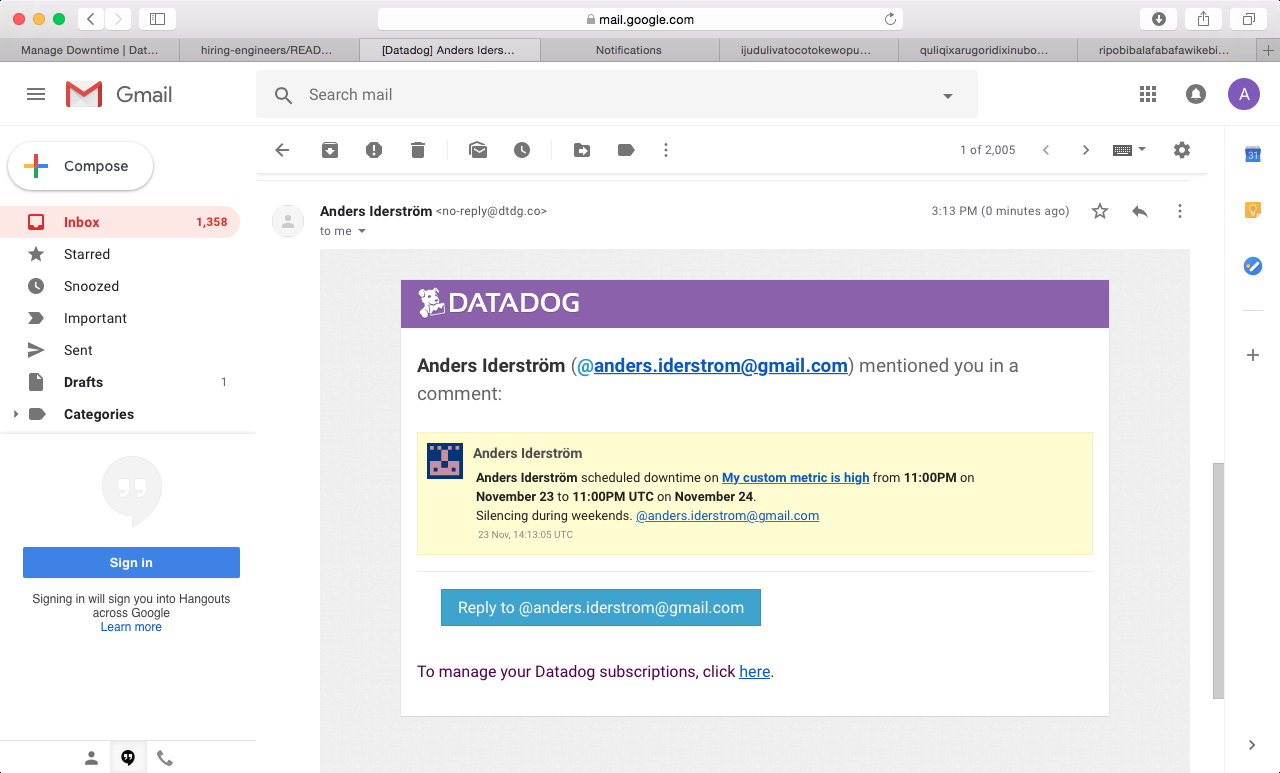 mail.google.com
Manage Downtime | Dat...
hiring-engineers/READ...
[Datadog] Anders Iders...
Notifications
ijudulivatocotokewopu...
quliqixarugoridixinubo...
ripobibalafabafawikebi...
Gmail
Search mail
A
Compose
1 of 2,005
31
Inbox 1,358
Starred
Snoozed
Important
Sent
Drafts 1
Categories
Sign in
Signing in will sign you into Hangouts
across Google
Learn more
Anders Iderström <no-reply@dtdg.co>
3:13 PM (0 minutes ago)
to me
DATADOG
Anders Iderström (@anders.iderstrom@gmail.com) mentioned you in a
comment:
Anders Iderström
Anders Iderström scheduled downtime on My custom metric is high from 11:00PM on
November 23 to 11:00PM UTC on November 24.
Silencing during weekends. @anders.iderstrom@gmail.com
23 Nov, 14:13:05 UTC
Reply to @anders.iderstrom@gmail.com
To manage your Datadog subscriptions, click here.